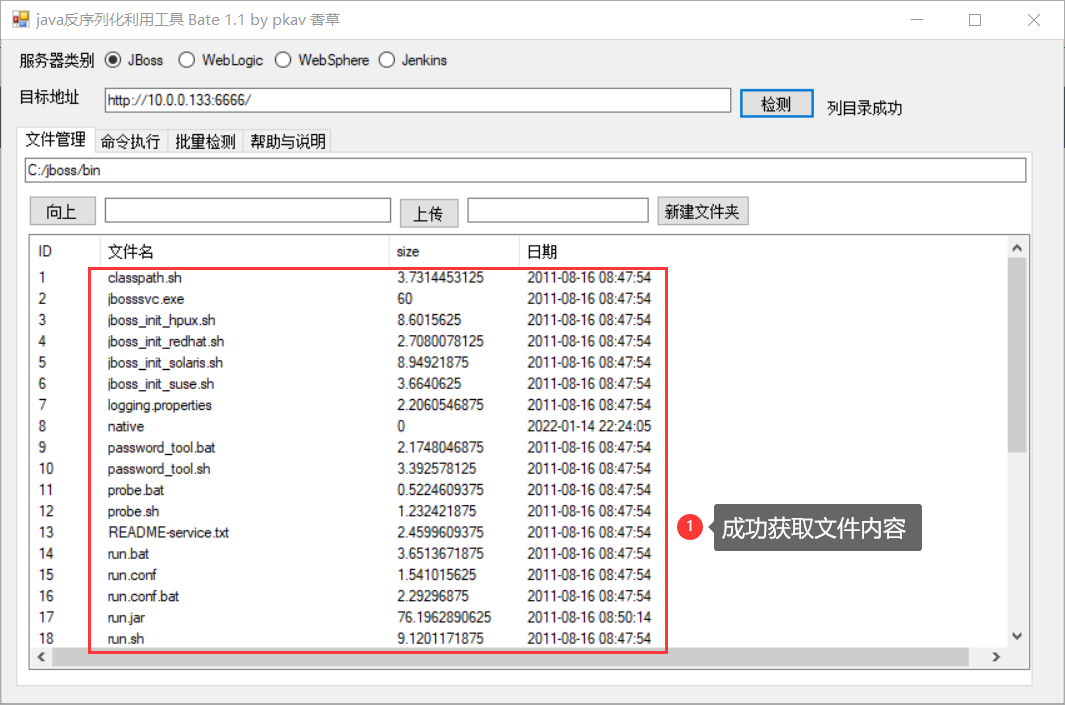 java反序列化利用工具 Bate 1.1 by pkav 香草
服务器类别 JBoss WebLogic WebSphere Jenkins
目标地址 http://10.0.0.133:6666/ 检测 列目录成功
文件管理 命令执行 批量检测 帮助与说明
C:/jboss/bin
向上 上传 新建文件夹
ID 文件名 size 日期
1 classpath.sh 3.7314453125 2011-08-16 08:47:54
2 jbosssvc.exe 60 2011-08-16 08:47:54
3 jboss_init_hpux.sh 8.6015625 2011-08-16 08:47:54
4 jboss_init_redhat.sh 2.7080078125 2011-08-16 08:47:54
5 jboss_init_solaris.sh 8.94921875 2011-08-16 08:47:54
6 jboss_init_suse.sh 3.6640625 2011-08-16 08:47:54
7 logging.properties 2.2060546875 2011-08-16 08:47:54
8 native 0 2022-01-14 22:24:05
9 password_tool.bat 2.1748046875 2011-08-16 08:47:54
10 password_tool.sh 3.392578125 2011-08-16 08:47:54
11 probe.bat 0.5224609375 2011-08-16 08:47:54
12 probe.sh 1.232421875 2011-08-16 08:47:54
13 README-service.txt 2.4599609375 2011-08-16 08:47:54
1 成功获取文件内容
14 run.bat 3.6513671875 2011-08-16 08:47:54
15 run.conf 1.541015625 2011-08-16 08:47:54
16 run.conf.bat 2.29296875 2011-08-16 08:47:54
17 run.jar 76.1962890625 2011-08-16 08:50:14
18 run.sh 9.1201171875 2011-08-16 08:47:54